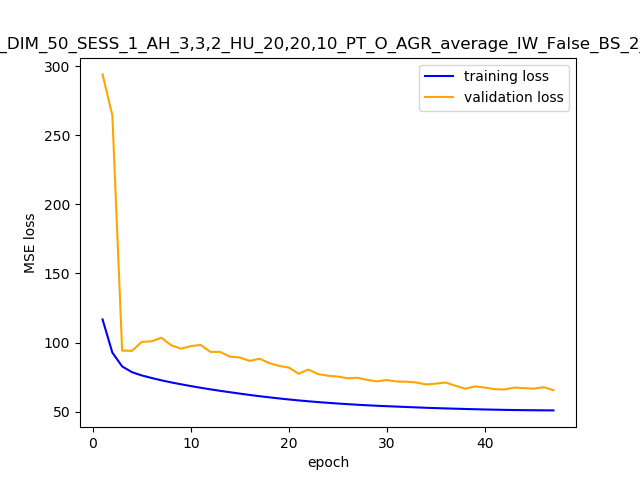 _DIM_50_SESS_1_AH_3,3,2_HU_20,20,10_PT_O_AGR_average_IW_False_BS_2_
training loss
validation loss
MSE loss
300
250
200
150
100
50
0
10
20
30
40
epoch